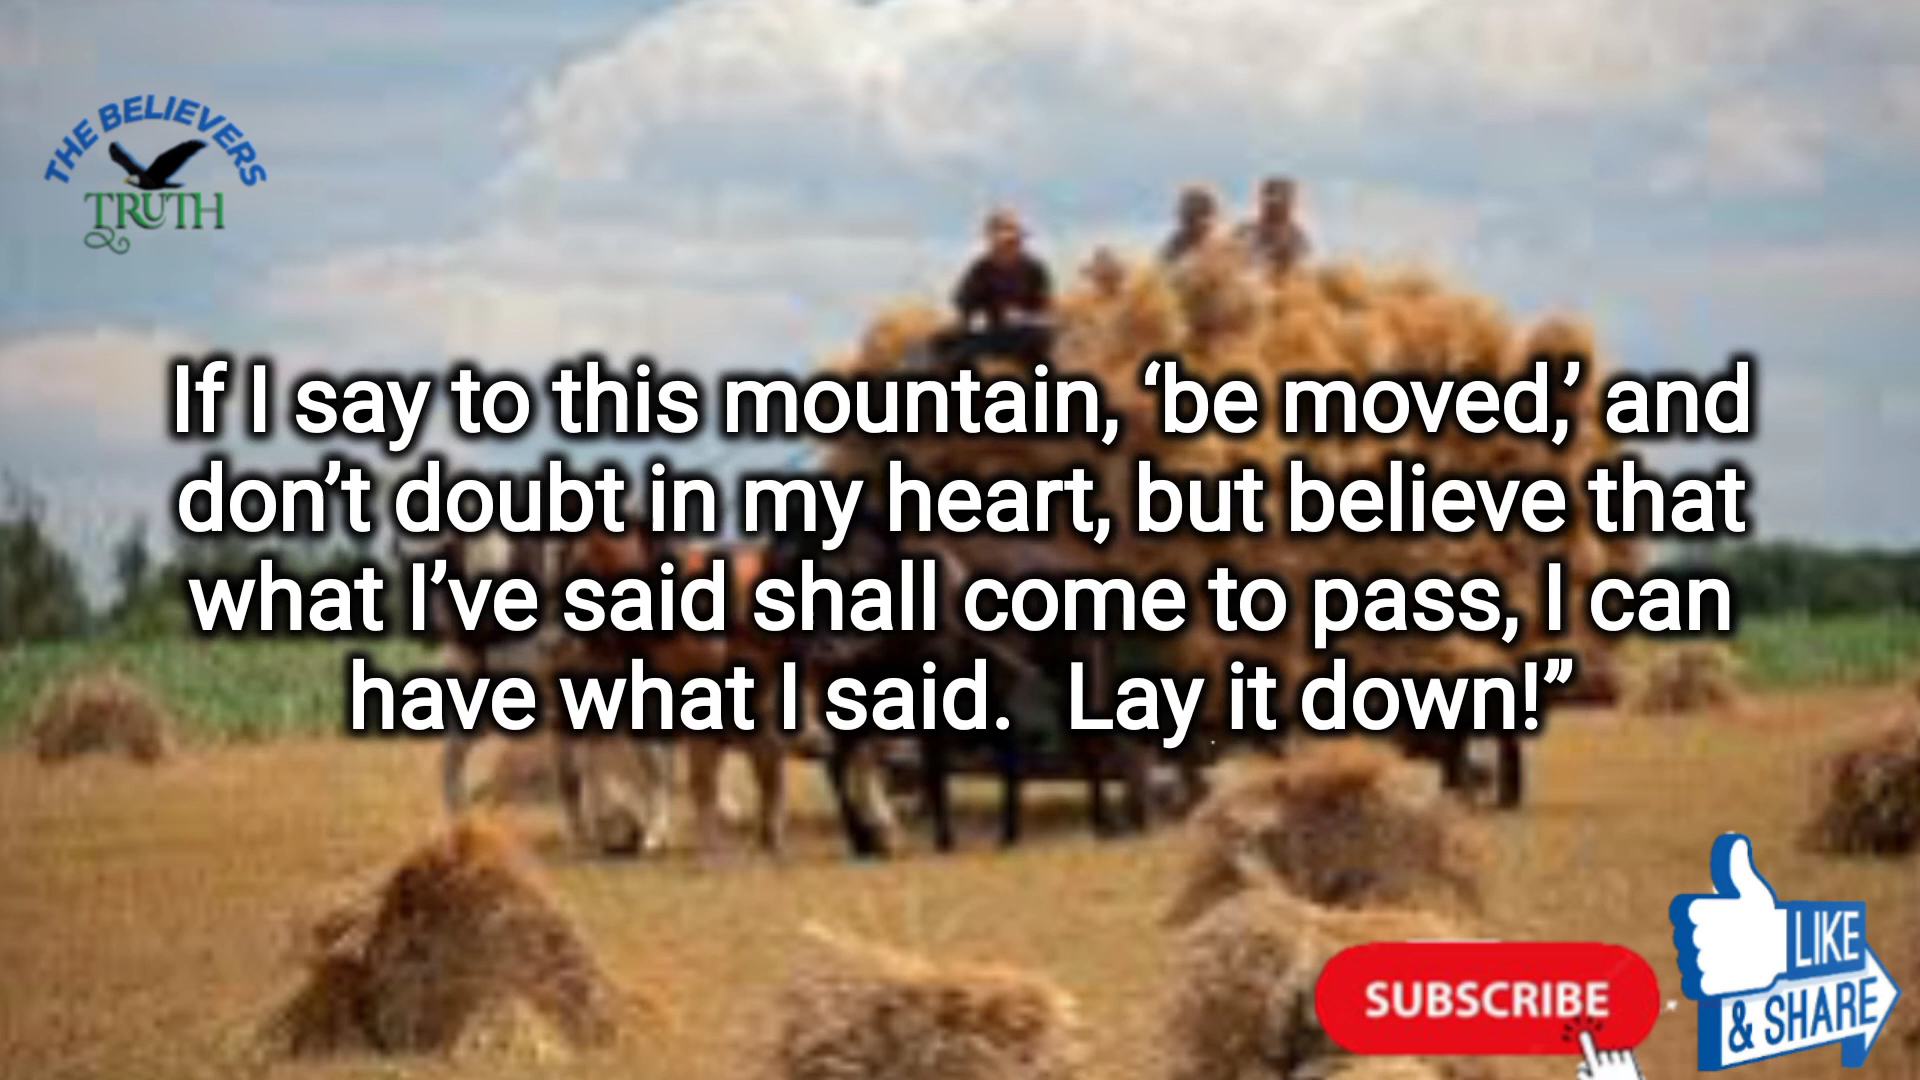 THE BELIEVERS
TRUTH
If I say to this mountain, ‘be moved,’ and
don’t doubt in my heart, but believe that
what I’ve said shall come to pass, I can
have what I said.  Lay it down!”
SUBSCRIBE
LIKE
& SHARE